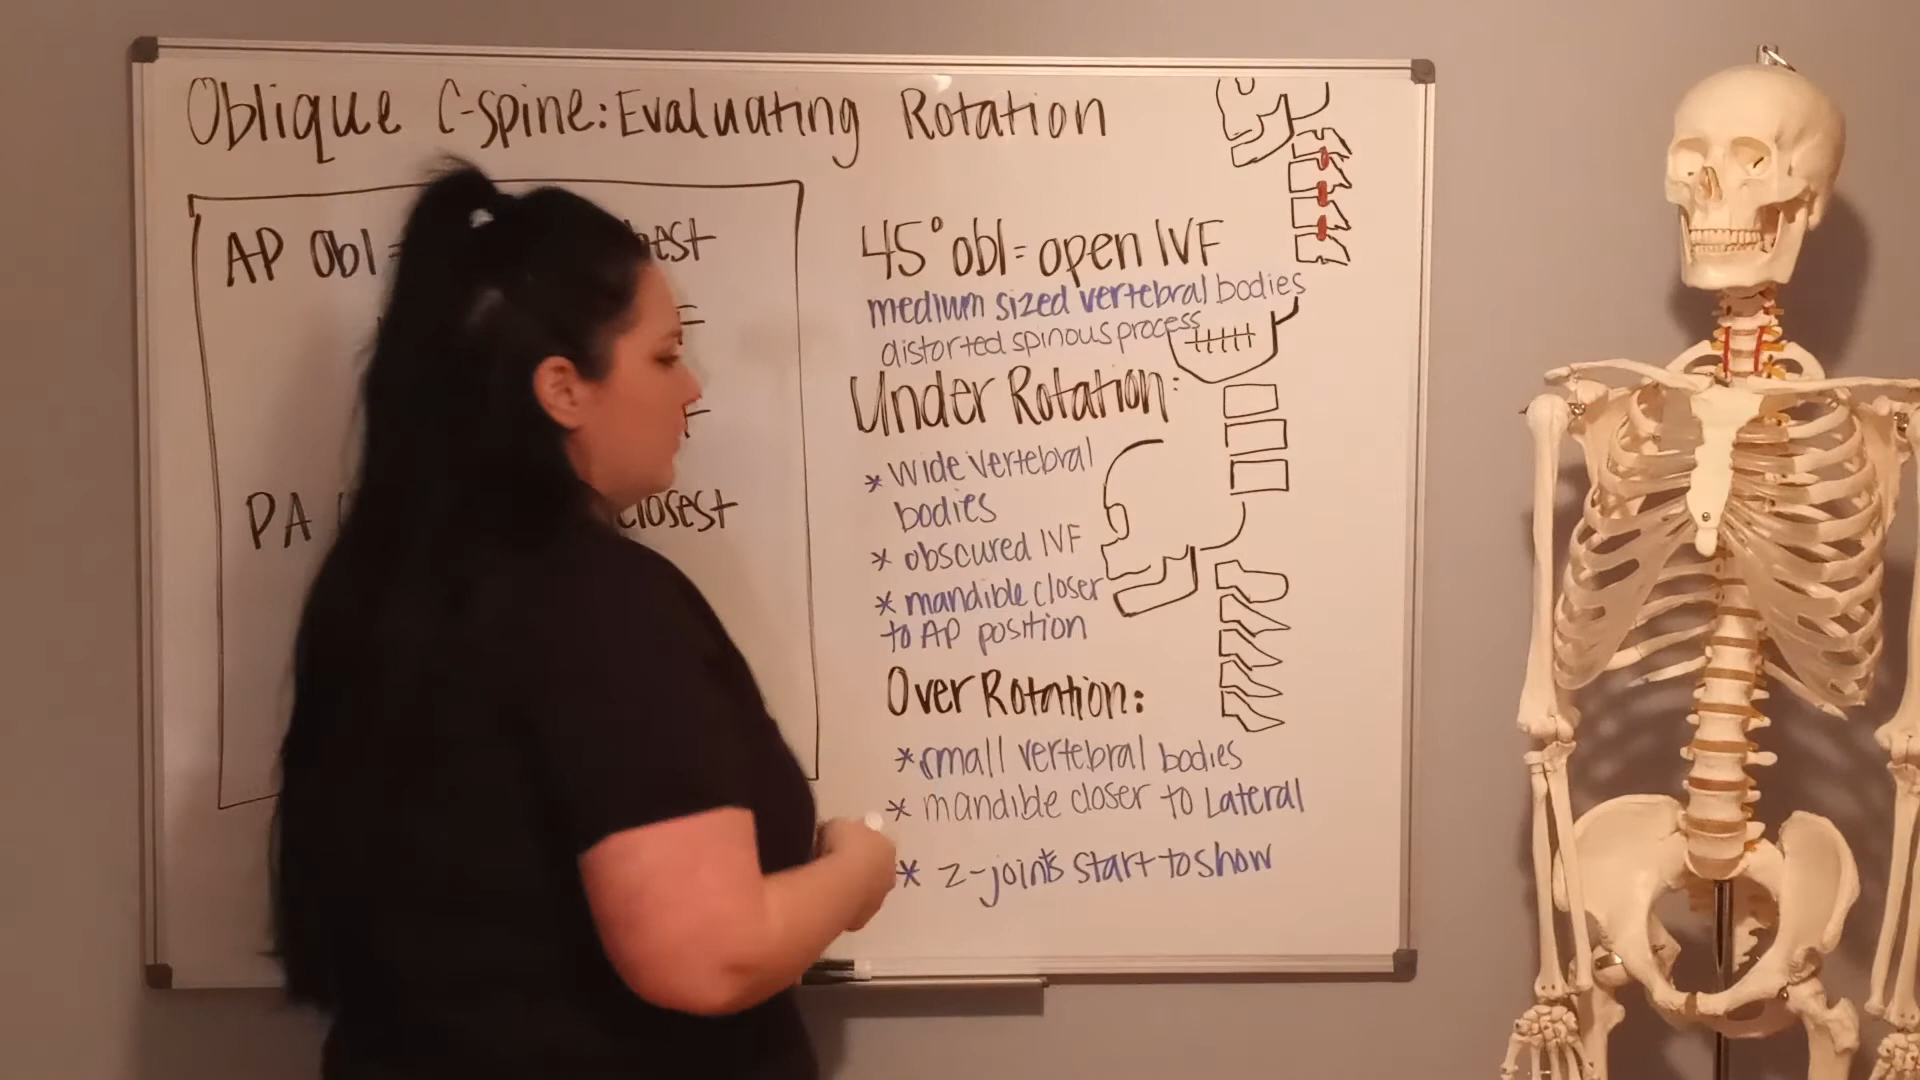 Oblique C-spine: Evaluating Rotation
AP Obl
PA
closest
45° obl = open IVF
medium sized vertebral bodies
distorted spinous process
Under Rotation:
* wide vertebral
bodies
* obscured IVF
* mandible closer
to AP position
Over Rotation:
* small vertebral bodies
* mandible closer to Lateral
* z-joints start to show